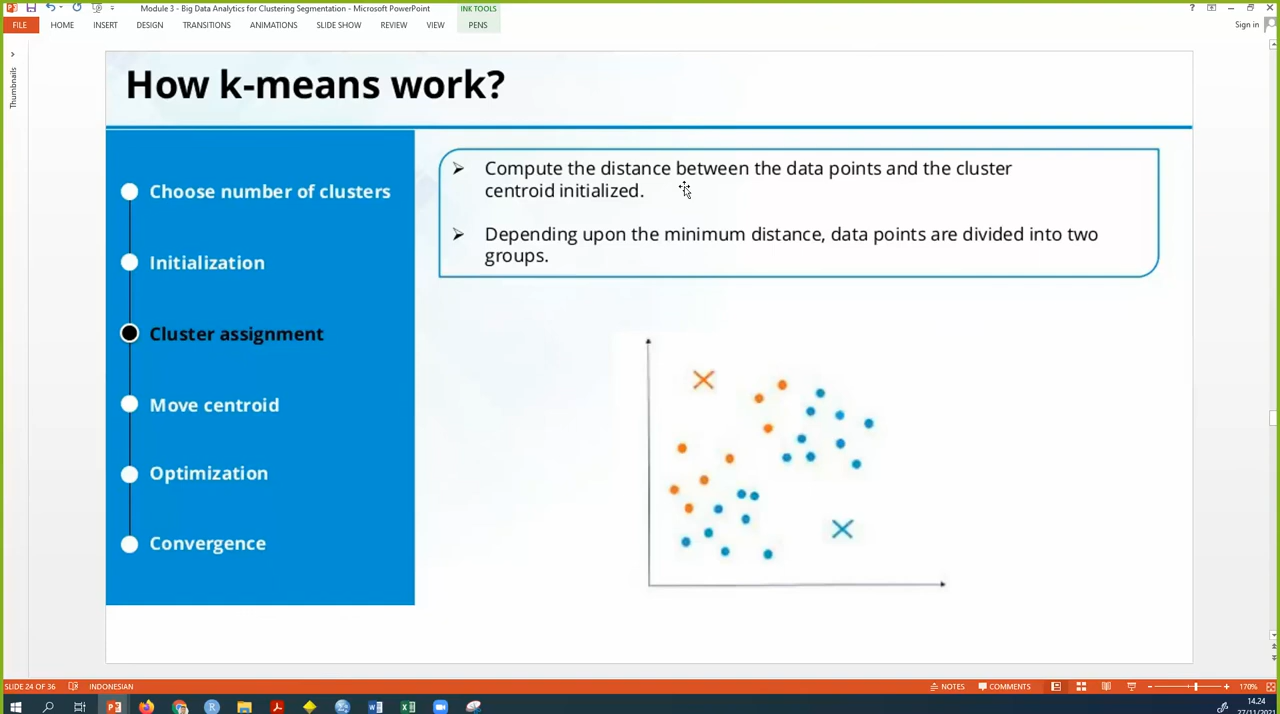 Module 3 - Big Data Analytics for Clustering Segmentation - Microsoft PowerPoint
INK TOOLS
?
FILE
HOME
INSERT
DESIGN
TRANSITIONS
ANIMATIONS
SLIDE SHOW
REVIEW
VIEW
PENS
Sign in
Thumbnails
How k-means work?
Choose number of clusters
Initialization
Cluster assignment
Move centroid
Optimization
Convergence
Compute the distance between the data points and the cluster
centroid initialized.
Depending upon the minimum distance, data points are divided into two
groups.
SLIDE 24 OF 36
INDONESIAN
NOTES
COMMENTS
170%
14.24
27/11/2021